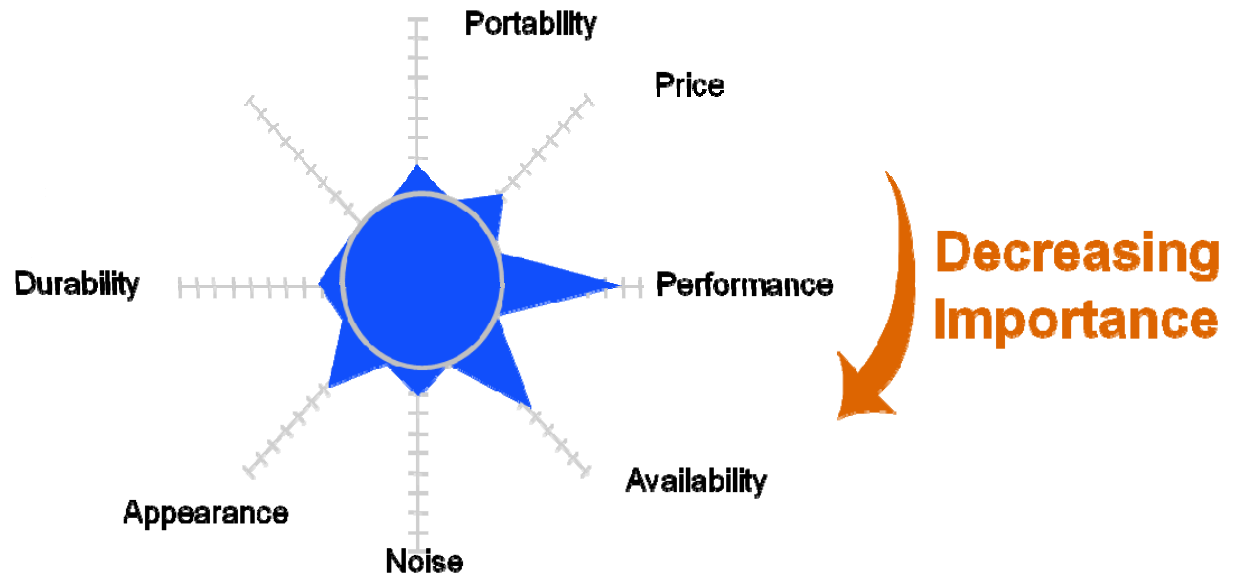 Portability
Price
Decreasing
Importance
Durability
Performance
Availability
Appearance
Noise